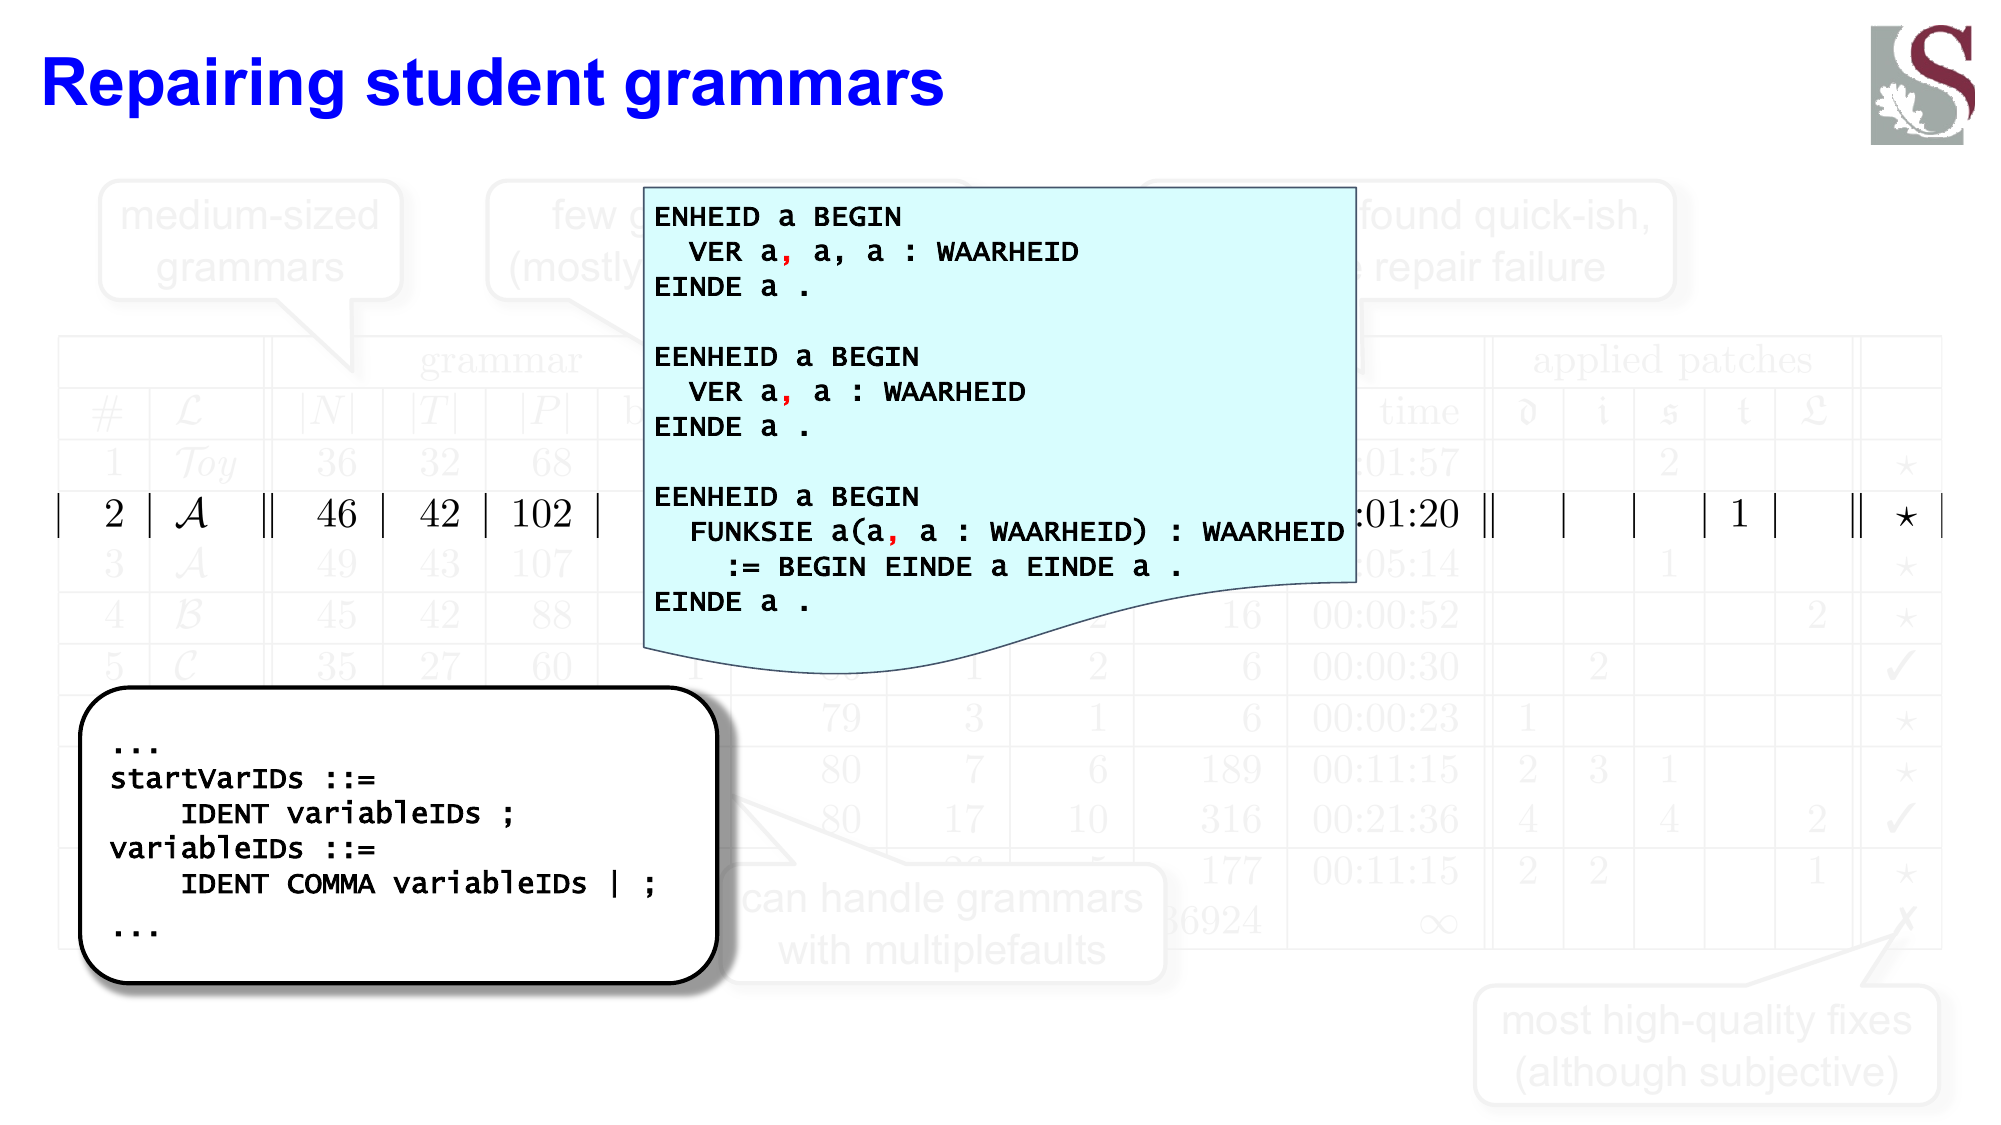 Repairing student grammars
medium-sized
grammars
few
(mostly
found quick-ish,
repair failure
ENHEID a BEGIN
VER a, a, a : WAARHEID
EINDE a .
EENHEID a BEGIN
VER a, a : WAARHEID
EINDE a .
EENHEID a BEGIN
FUNKSIE a(a, a : WAARHEID) : WAARHEID
:= BEGIN EINDE a EINDE a .
EINDE a .
grammar applied patches
# ℒ |N| |T| |P| time 𝔡 𝔦 𝔰 𝔱 𝔏
1 Toy 36 32 68 :01:57 2 ⋆
2 𝒜 46 42 102 :01:20 1 ⋆
3 𝒜 49 43 107 :05:14 1 ⋆
4 ℬ 45 42 88 16 00:00:52 2 ⋆
5 𝒞 35 27 60 1 1 2 6 00:00:30 2 ✓
79 3 1 6 00:00:23 1 ⋆
80 7 6 189 00:11:15 2 3 1 ⋆
80 17 10 316 00:21:36 4 4 2 ✓
177 00:11:15 2 2 1 ⋆
36924 ∞ ✗
...
startVarIDs ::=
IDENT variableIDs ;
variableIDs ::=
IDENT COMMA variableIDs | ;
...
can handle grammars
with multiplefaults
most high-quality fixes
(although subjective)